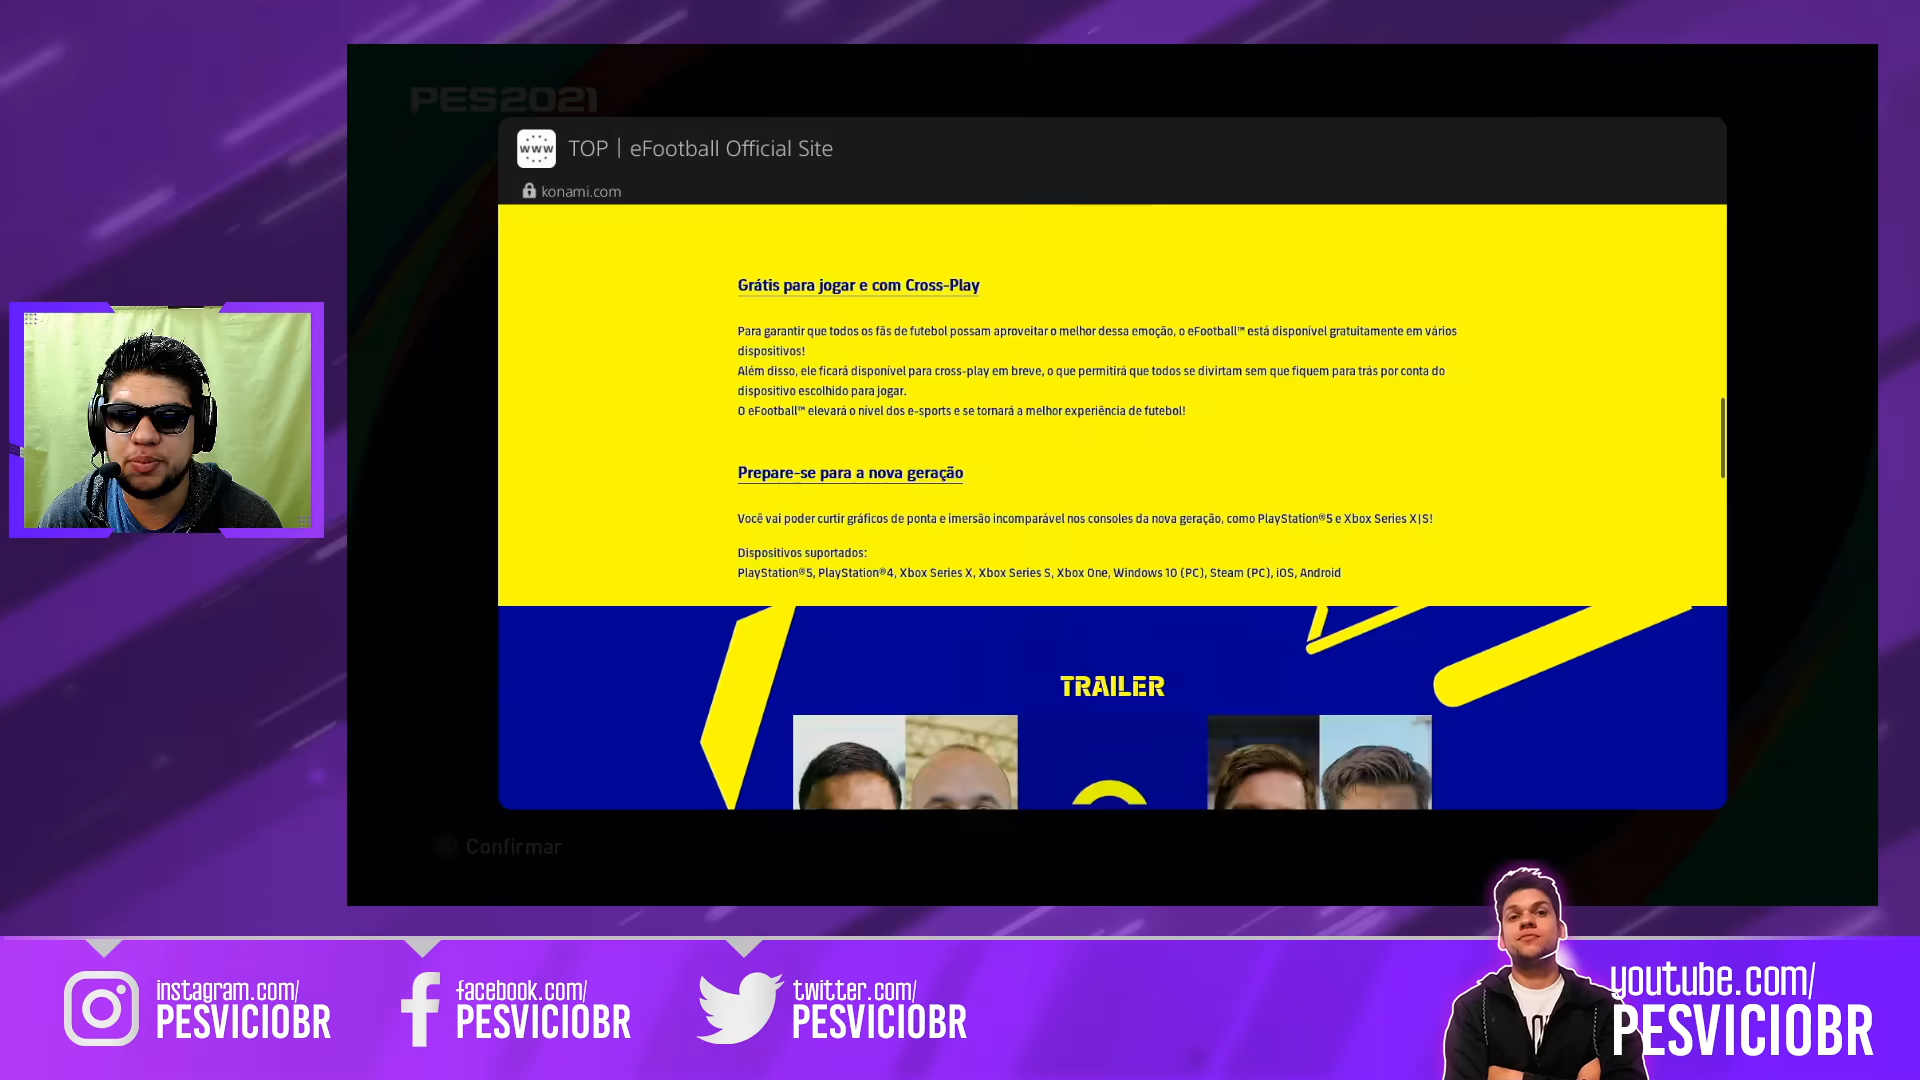 PES2021
www
TOP | eFootball Official Site
konami.com
Grátis para jogar e com Cross-Play
Para garantir que todos os fãs de futebol possam aproveitar o melhor dessa emoção, o eFootball™ está disponível gratuitamente em vários
dispositivos!
Além disso, ele ficará disponível para cross-play em breve, o que permitirá que todos se divirtam sem que fiquem para trás por conta do
dispositivo escolhido para jogar.
O eFootball™ elevará o nível dos e-sports e se tornará a melhor experiência de futebol!
Prepare-se para a nova geração
Você vai poder curtir gráficos de ponta e imersão incomparável nos consoles da nova geração, como PlayStation®5 e Xbox Series X|S!
Dispositivos suportados:
PlayStation®5, PlayStation®4, Xbox Series X, Xbox Series S, Xbox One, Windows 10 (PC), Steam (PC), iOS, Android
TRAILER
Confirmar
instagram.com/
PESVICIOBR
facebook.com/
PESVICIOBR
twitter.com/
PESVICIOBR
youtube.com/
PESVICIOBR